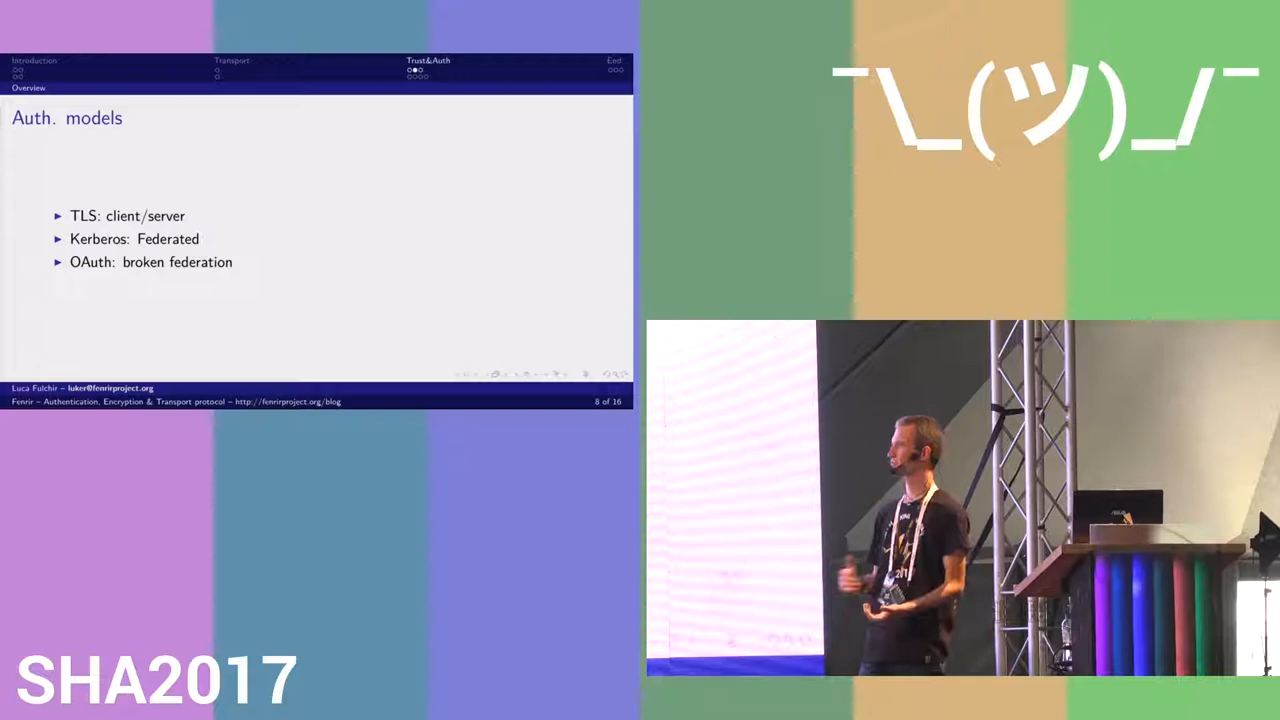 Introduction
Transport
Trust&Auth
End
Overview
Auth. models
TLS: client/server
Kerberos: Federated
OAuth: broken federation
Luca Fulchir – luker@fenrirproject.org
Fenrir – Authentication, Encryption & Transport protocol – http://fenrirproject.org/blog
8 of 16
¯\_(ツ)_/¯
SHA2017